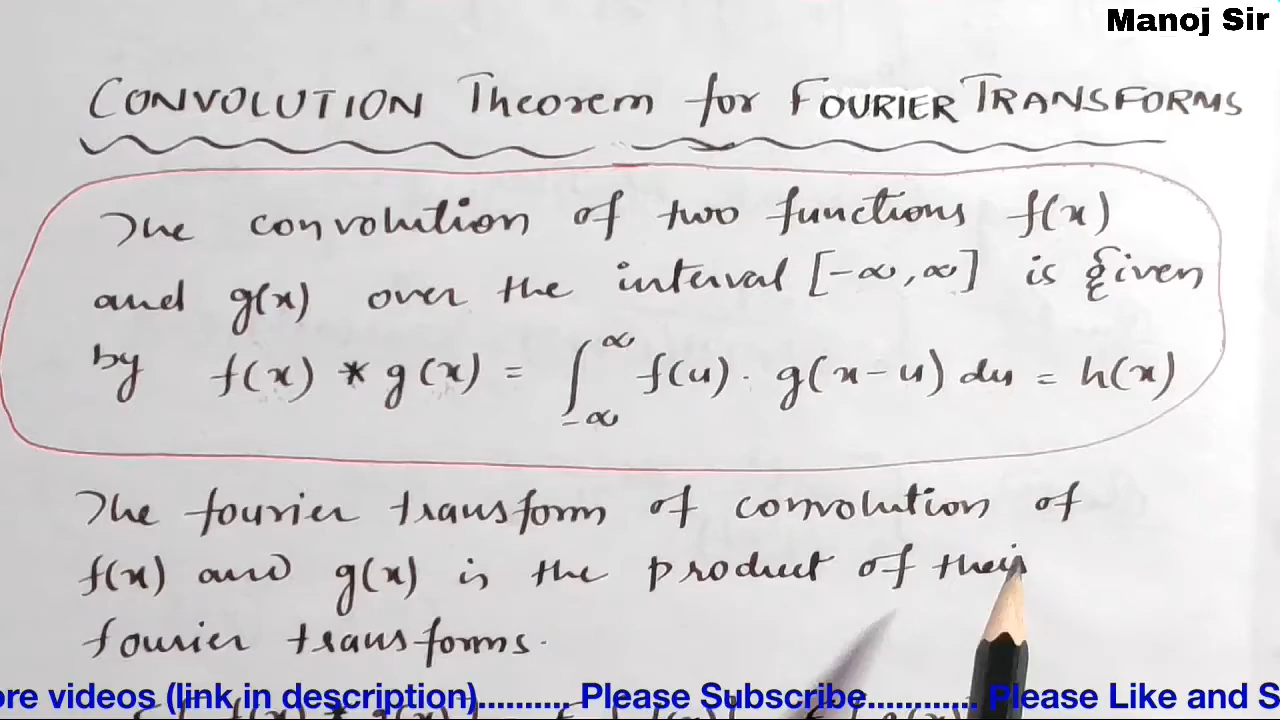 Manoj Sir
CONVOLUTION Theorem for FOURIER TRANSFORMS
The convolution of two functions f(x)
and g(x) over the interval [-∞, ∞] is given
by f(x) * g(x) = ∫_{-∞}^{∞} f(u) . g(x-u) du = h(x)
The fourier transform of convolution of
f(x) and g(x) is the product of their
fourier transforms.
ore videos (link in description).......... Please Subscribe............. Please Like and S